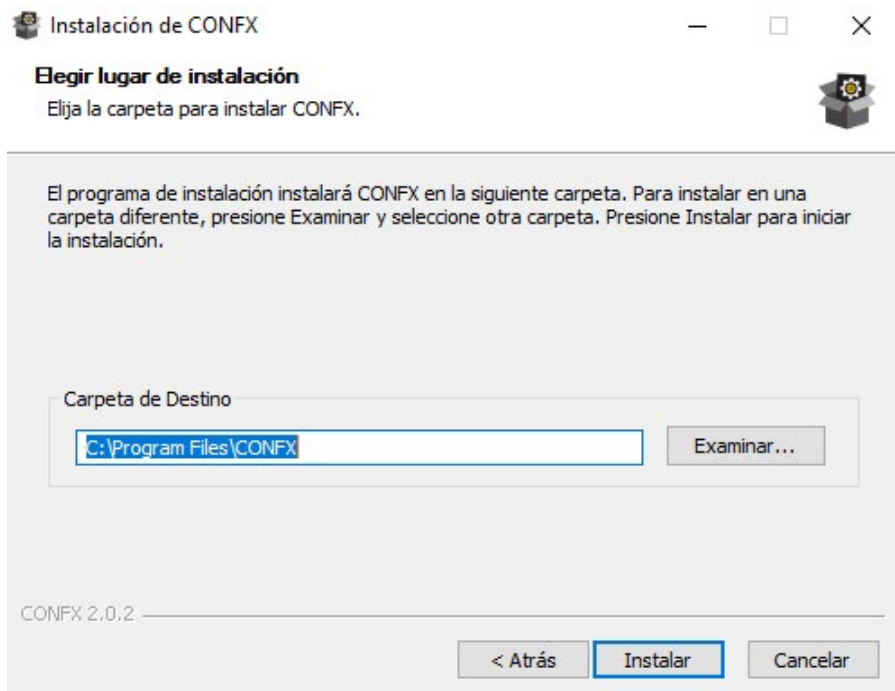 Instalación de CONFX
Elegir lugar de instalación
Elija la carpeta para instalar CONFX.
El programa de instalación instalará CONFX en la siguiente carpeta. Para instalar en una
carpeta diferente, presione Examinar y seleccione otra carpeta. Presione Instalar para iniciar
la instalación.
Carpeta de Destino
C:\Program Files\CONFX
Examinar...
CONFX 2.0.2
< Atrás
Instalar
Cancelar